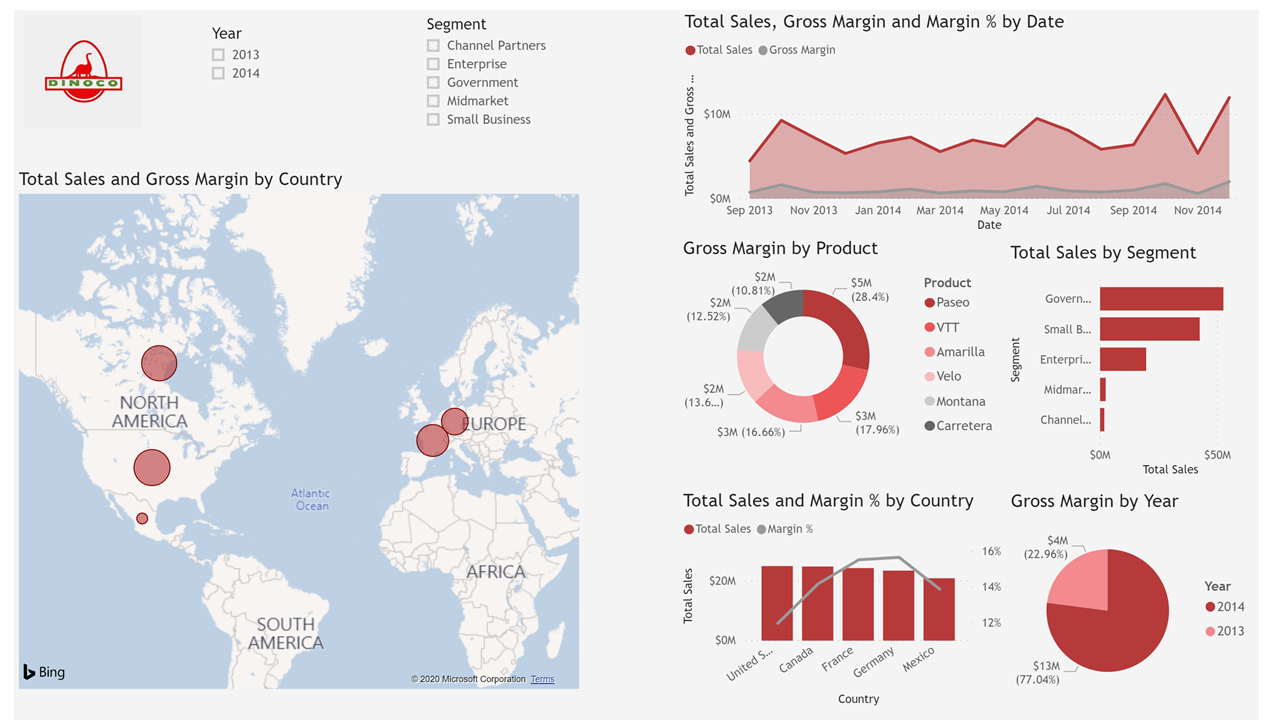 DINOCO
Year
2013
2014
Segment
Channel Partners
Enterprise
Government
Midmarket
Small Business
Total Sales and Gross Margin by Country
NORTH
AMERICA
EUROPE
Atlantic
Ocean
AFRICA
SOUTH
AMERICA
Bing
© 2020 Microsoft Corporation Terms
Total Sales, Gross Margin and Margin % by Date
Total Sales Gross Margin
Total Sales and Gross ...
$10M
$0M
Sep 2013 Nov 2013 Jan 2014 Mar 2014 May 2014 Jul 2014 Sep 2014 Nov 2014
Date
Gross Margin by Product
$2M
(10.81%)
$5M
(28.4%)
$2M
(12.52%)
$2M
(13.6...)
$3M (16.66%)
$3M
(17.96%)
Product
Paseo
VTT
Amarilla
Velo
Montana
Carretera
Total Sales by Segment
Segment
Govern...
Small B...
Enterpri...
Midmar...
Channel...
$0M $50M
Total Sales
Total Sales and Margin % by Country
Total Sales Margin %
Total Sales
$20M
$0M
16%
14%
12%
United S... Canada France Germany Mexico
Country
Gross Margin by Year
$4M
(22.96%)
$13M
(77.04%)
Year
2014
2013